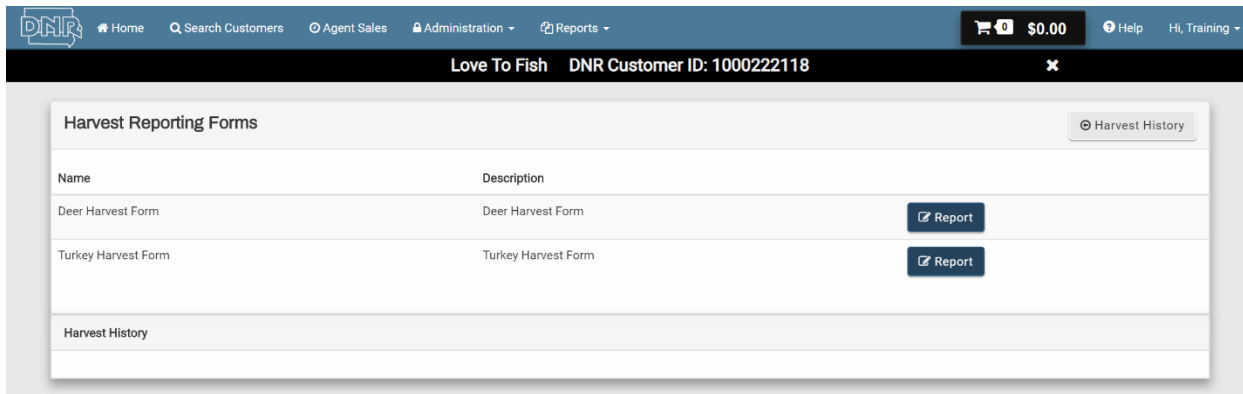 DNR Home Search Customers Agent Sales Administration Reports 0 $0.00 Help Hi, Training
Love To Fish DNR Customer ID: 1000222118
Harvest Reporting Forms Harvest History
Name Description
Deer Harvest Form Deer Harvest Form Report
Turkey Harvest Form Turkey Harvest Form Report
Harvest History